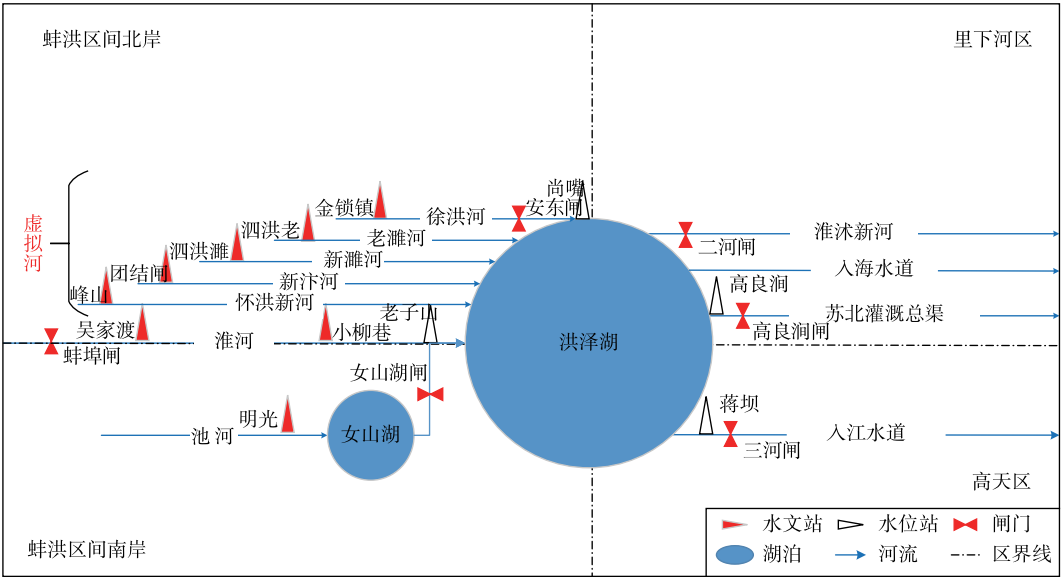 蚌洪区间北岸
里下河区
尚嘴
金锁镇
徐洪河
安东闸
虚拟河
泗洪老
老濉河
淮沭新河
二河闸
泗洪濉
新濉河
入海水道
团结闸
新汴河
高良涧
峰山
怀洪新河
老子山
苏北灌溉总渠
吴家渡
小柳巷
高良涧闸
淮河
洪泽湖
蚌埠闸
女山湖闸
蒋坝
明光
池河
女山湖
入江水道
三河闸
高天区
蚌洪区间南岸
水文站
水位站
闸门
湖泊
河流
区界线